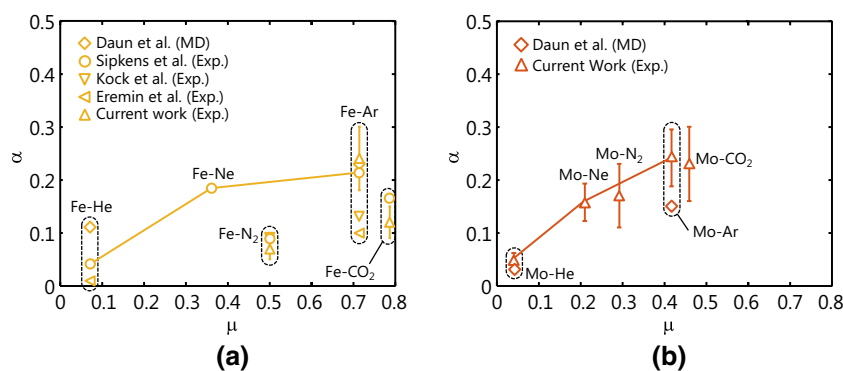 0.5
0.4
0.3
0.2
0.1
0
α
Daun et al. (MD)
Sipkens et al. (Exp.)
Kock et al. (Exp.)
Eremin et al. (Exp.)
Current work (Exp.)
Fe-Ar
Fe-Ne
Fe-He
Fe-N₂
Fe-CO₂
0 0.1 0.2 0.3 0.4 0.5 0.6 0.7 0.8
μ
(a)
0.5
0.4
0.3
0.2
0.1
0
α
Daun et al. (MD)
Current Work (Exp.)
Mo-N₂
Mo-CO₂
Mo-Ne
Mo-Ar
Mo-He
0 0.1 0.2 0.3 0.4 0.5 0.6 0.7 0.8
μ
(b)